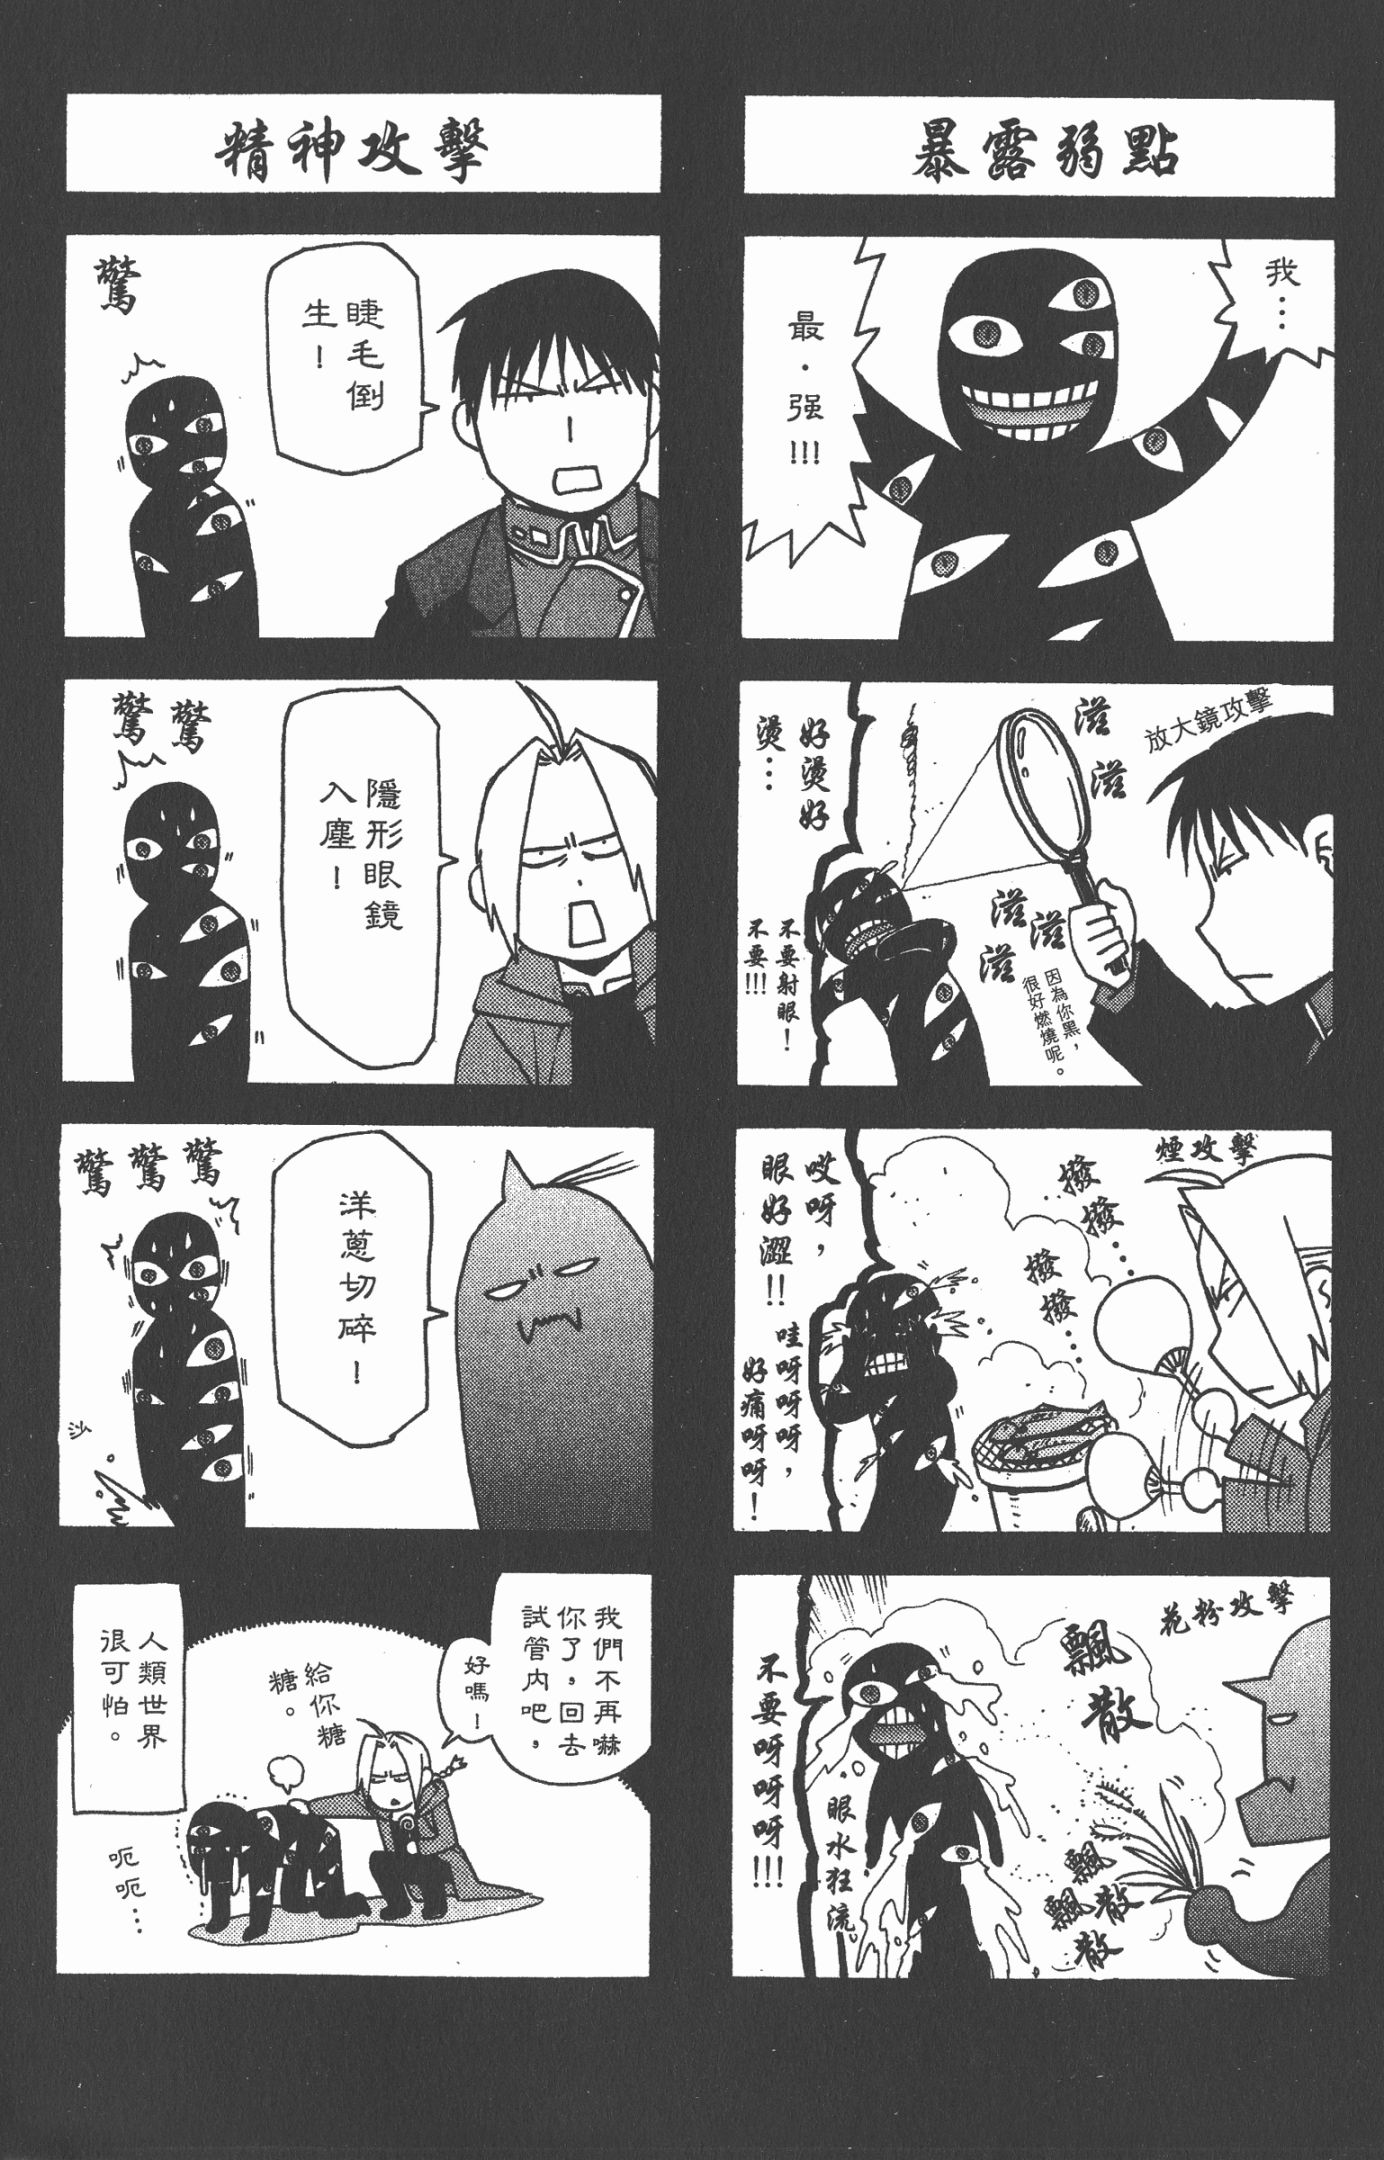 暴露弱點
我…
最・强!!!
放大鏡攻擊
滋
滋
滋
滋
滋
因為你黑，
很好燃燒呢。
好燙好
燙…
不要射眼！
不要!!!
煙攻擊
撥
撥…
撥
撥…
哎呀，
眼好澀!!
哇呀呀呀，
好痛呀呀！
花粉攻擊
飄
散
飄散
飄散
眼水狂流。
不要呀呀呀!!!
精神攻擊
睫毛倒
生！
驚
隱形眼鏡
入塵！
驚
驚
洋蔥切碎！
驚
驚
驚
沙
我們不再嚇
你了，回去
試管內吧，
好嗎！
給你糖
糖。
人類世界
很可怕。
呃
呃…